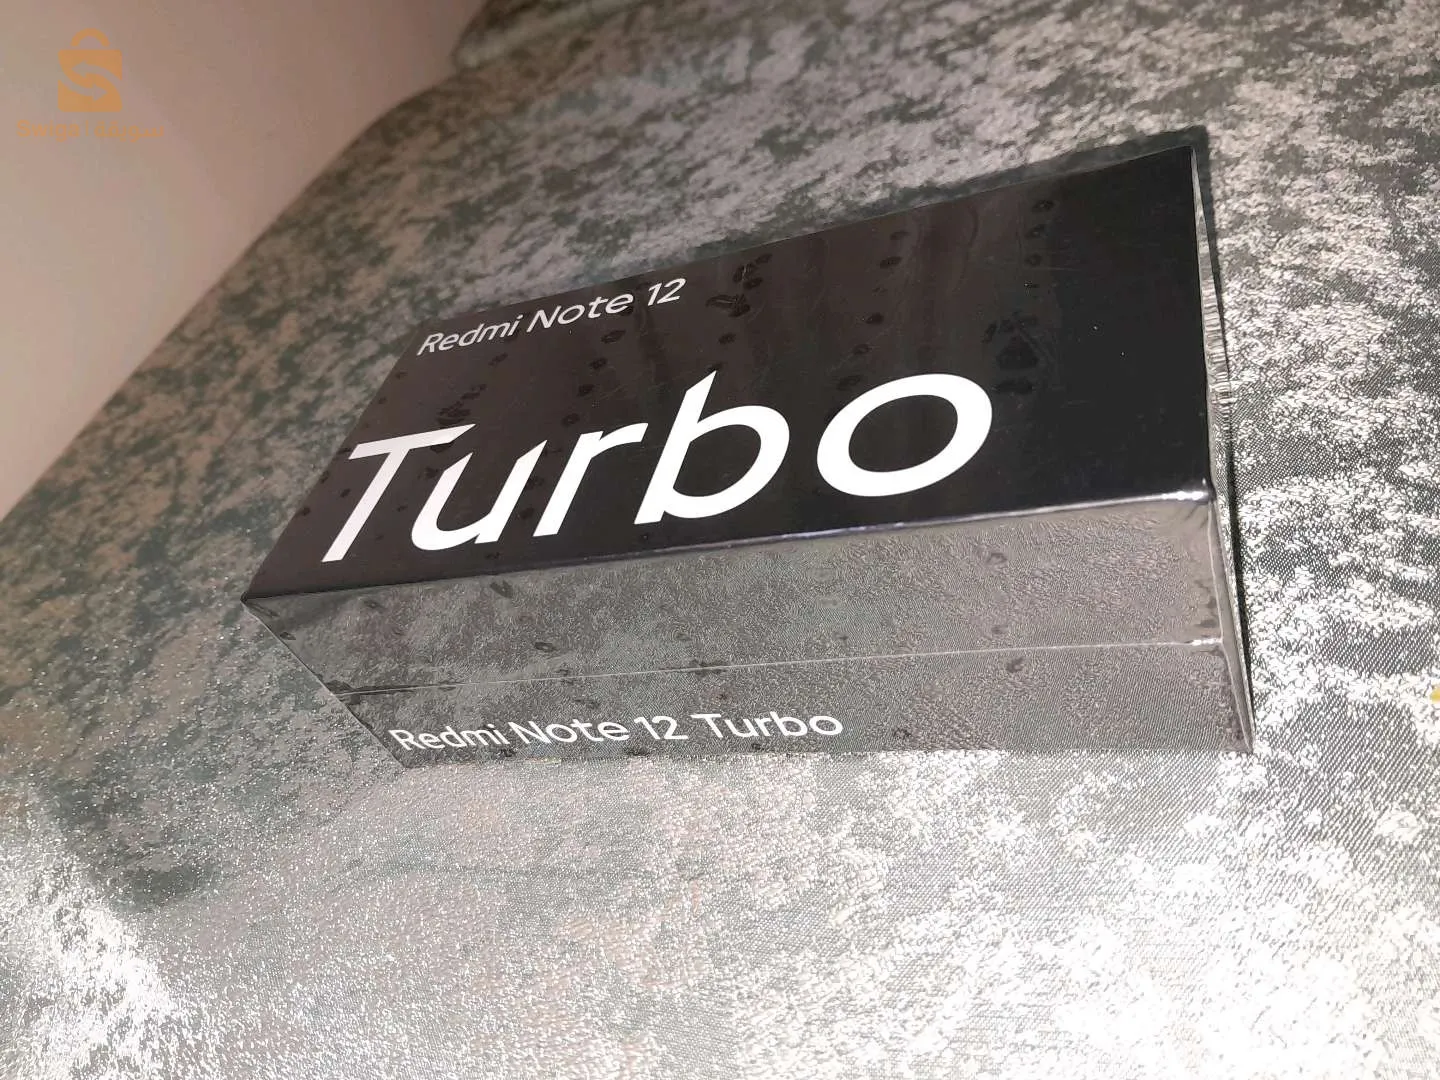 Redmi Note 12
Turbo
Redmi Note 12 Turbo